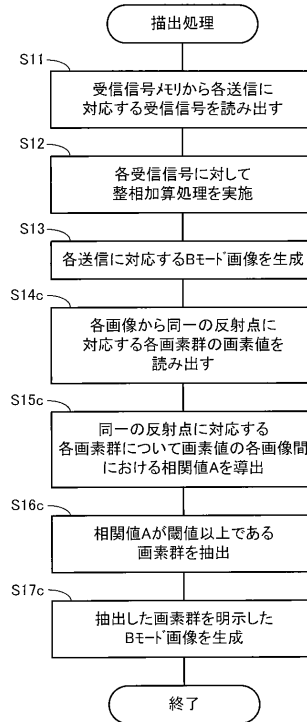 描出処理
S11
受信信号メモリから各送信に
対応する受信信号を読み出す
S12
各受信信号に対して
整相加算処理を実施
S13
各送信に対応するBモード画像を生成
S14c
各画像から同一の反射点に
対応する各画素群の画素値を
読み出す
S15c
同一の反射点に対応する
各画素群について画素値の各画像間
における相関値Aを導出
S16c
相関値Aが閾値以上である
画素群を抽出
S17c
抽出した画素群を明示した
Bモード画像を生成
終了